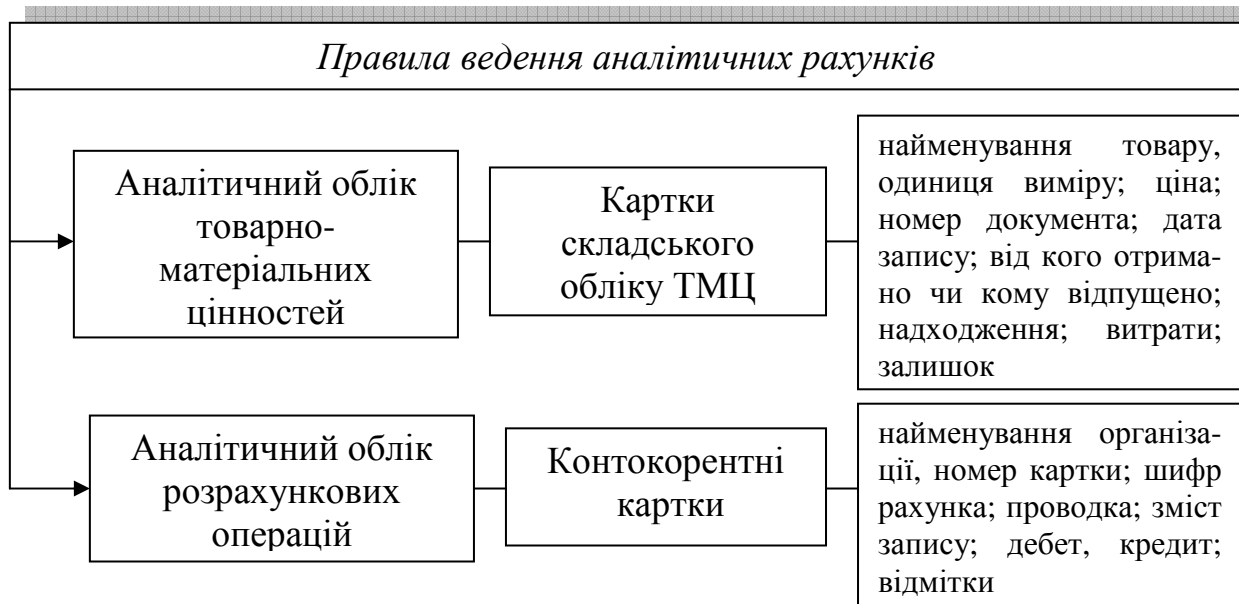 Правила ведення аналітичних рахунків
Аналітичний облік
товарно-
матеріальних
цінностей
Картки
складського
обліку ТМЦ
найменування товару,
одиниця виміру; ціна;
номер документа; дата
запису; від кого отрима-
но чи кому відпущено;
надходження; витрати;
залишок
Аналітичний облік
розрахункових
операцій
Контокорентні
картки
найменування організа-
ції, номер картки; шифр
рахунка; проводка; зміст
запису; дебет, кредит;
відмітки